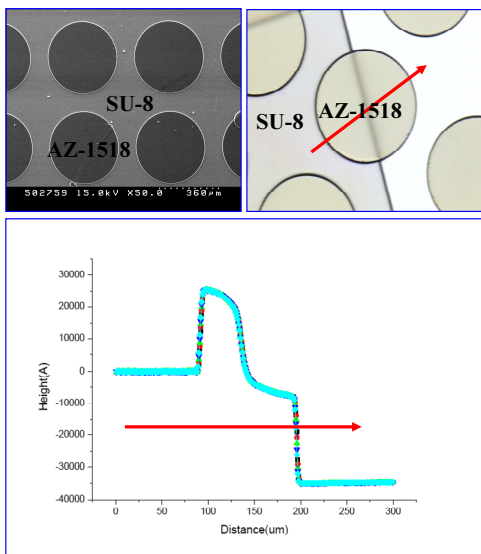 SU-8
AZ-1518
502759 15.0kV X50.0 360µm
AZ-1518
SU-8
30000
20000
10000
0
-10000
-20000
-30000
-40000
Height(A)
0 50 100 150 200 250 300
Distance(um)